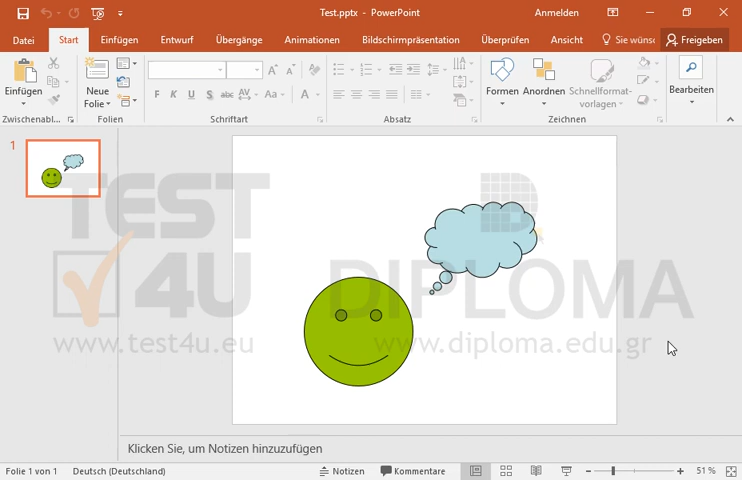 Test.pptx - PowerPoint
Anmelden
Datei Start Einfügen Entwurf Übergänge Animationen Bildschirmpräsentation Überprüfen Ansicht Sie wünsc Freigeben
Einfügen
Neue
Folie
F K U S abc AV Aa A
Formen Anordnen Schnellformat-
vorlagen
Bearbeiten
Zwischenabl... Folien Schriftart Absatz Zeichnen
1
TEST
4U
DIPLOMA
www.test4u.eu
www.diploma.edu.gr
Klicken Sie, um Notizen hinzuzufügen
Folie 1 von 1 Deutsch (Deutschland) Notizen Kommentare 51 %